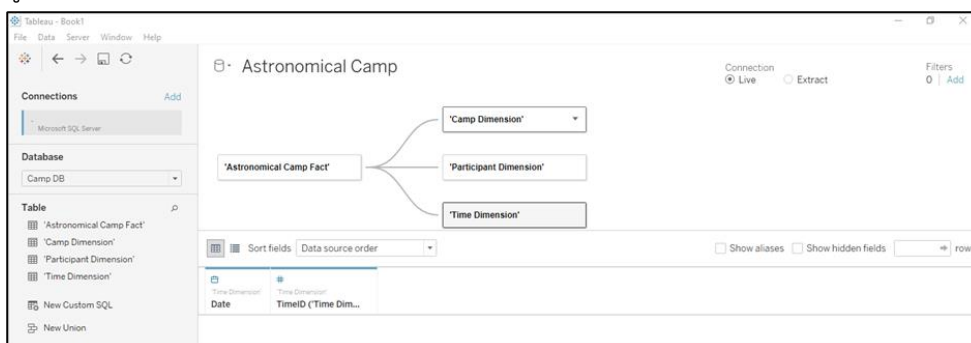 Tableau - Book1
File Data Server Window Help
Astronomical Camp
Connection
Live Extract
Filters
0 Add
Connections Add
Microsoft SQL Server
Database
Camp DB
Table
'Astronomical Camp Fact'
'Camp Dimension'
'Participant Dimension'
'Time Dimension'
New Custom SQL
New Union
'Camp Dimension'
'Astronomical Camp Fact'
'Participant Dimension'
'Time Dimension'
Sort fields Data source order
Show aliases Show hidden fields row
'Time Dimension'
Date
'Time Dimension'
TimeID ('Time Dim...